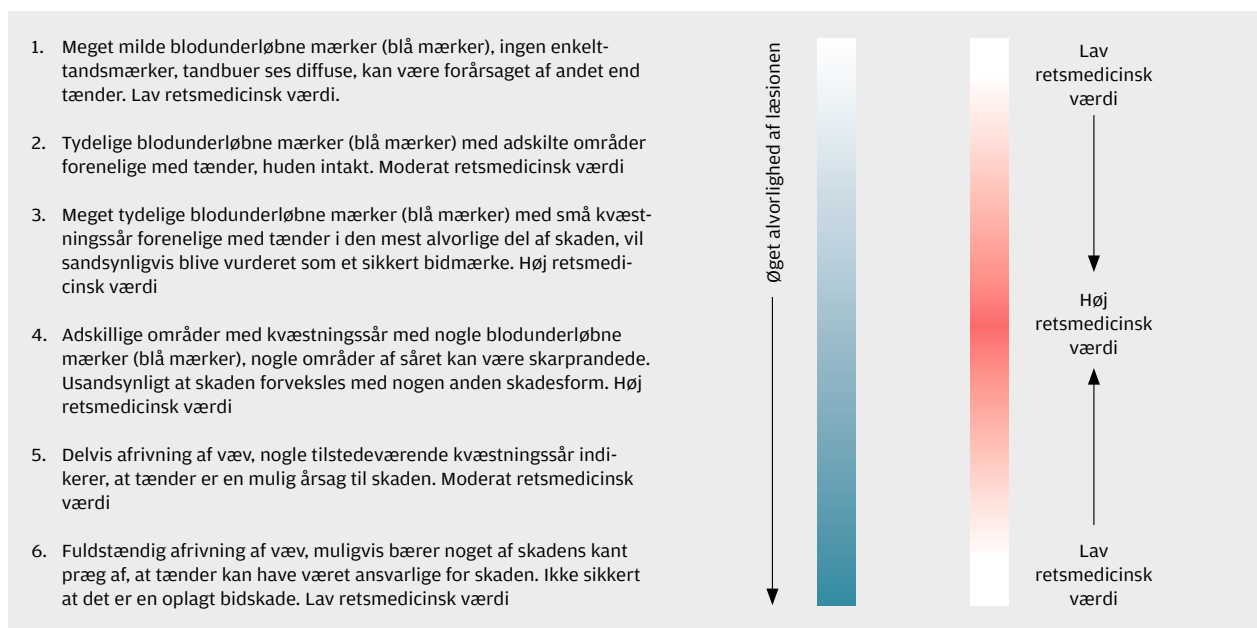 1. Meget milde blodunderløbne mærker (blå mærker), ingen enkelt-
tandsmærker, tandbuer ses diffuse, kan være forårsaget af andet end
tænder. Lav retsmedicinsk værdi.
2. Tydelige blodunderløbne mærker (blå mærker) med adskilte områder
forenelige med tænder, huden intakt. Moderat retsmedicinsk værdi
3. Meget tydelige blodunderløbne mærker (blå mærker) med små kvæst-
ningssår forenelige med tænder i den mest alvorlige del af skaden, vil
sandsynligvis blive vurderet som et sikkert bidmærke. Høj retsmedi-
cinsk værdi
4. Adskillige områder med kvæstningssår med nogle blodunderløbne
mærker (blå mærker), nogle områder af såret kan være skarprandede.
Usandsynligt at skaden forveksles med nogen anden skadesform. Høj
retsmedicinsk værdi
5. Delvis afrivning af væv, nogle tilstedeværende kvæstningssår indi-
kerer, at tænder er en mulig årsag til skaden. Moderat retsmedicinsk
værdi
6. Fuldstændig afrivning af væv, muligvis bærer noget af skadens kant
præg af, at tænder kan have været ansvarlige for skaden. Ikke sikkert
at det er en oplagt bidskade. Lav retsmedicinsk værdi
Øget alvorlighed af læsionen
Lav
retsmedicinsk
værdi
Høj
retsmedicinsk
værdi
Lav
retsmedicinsk
værdi